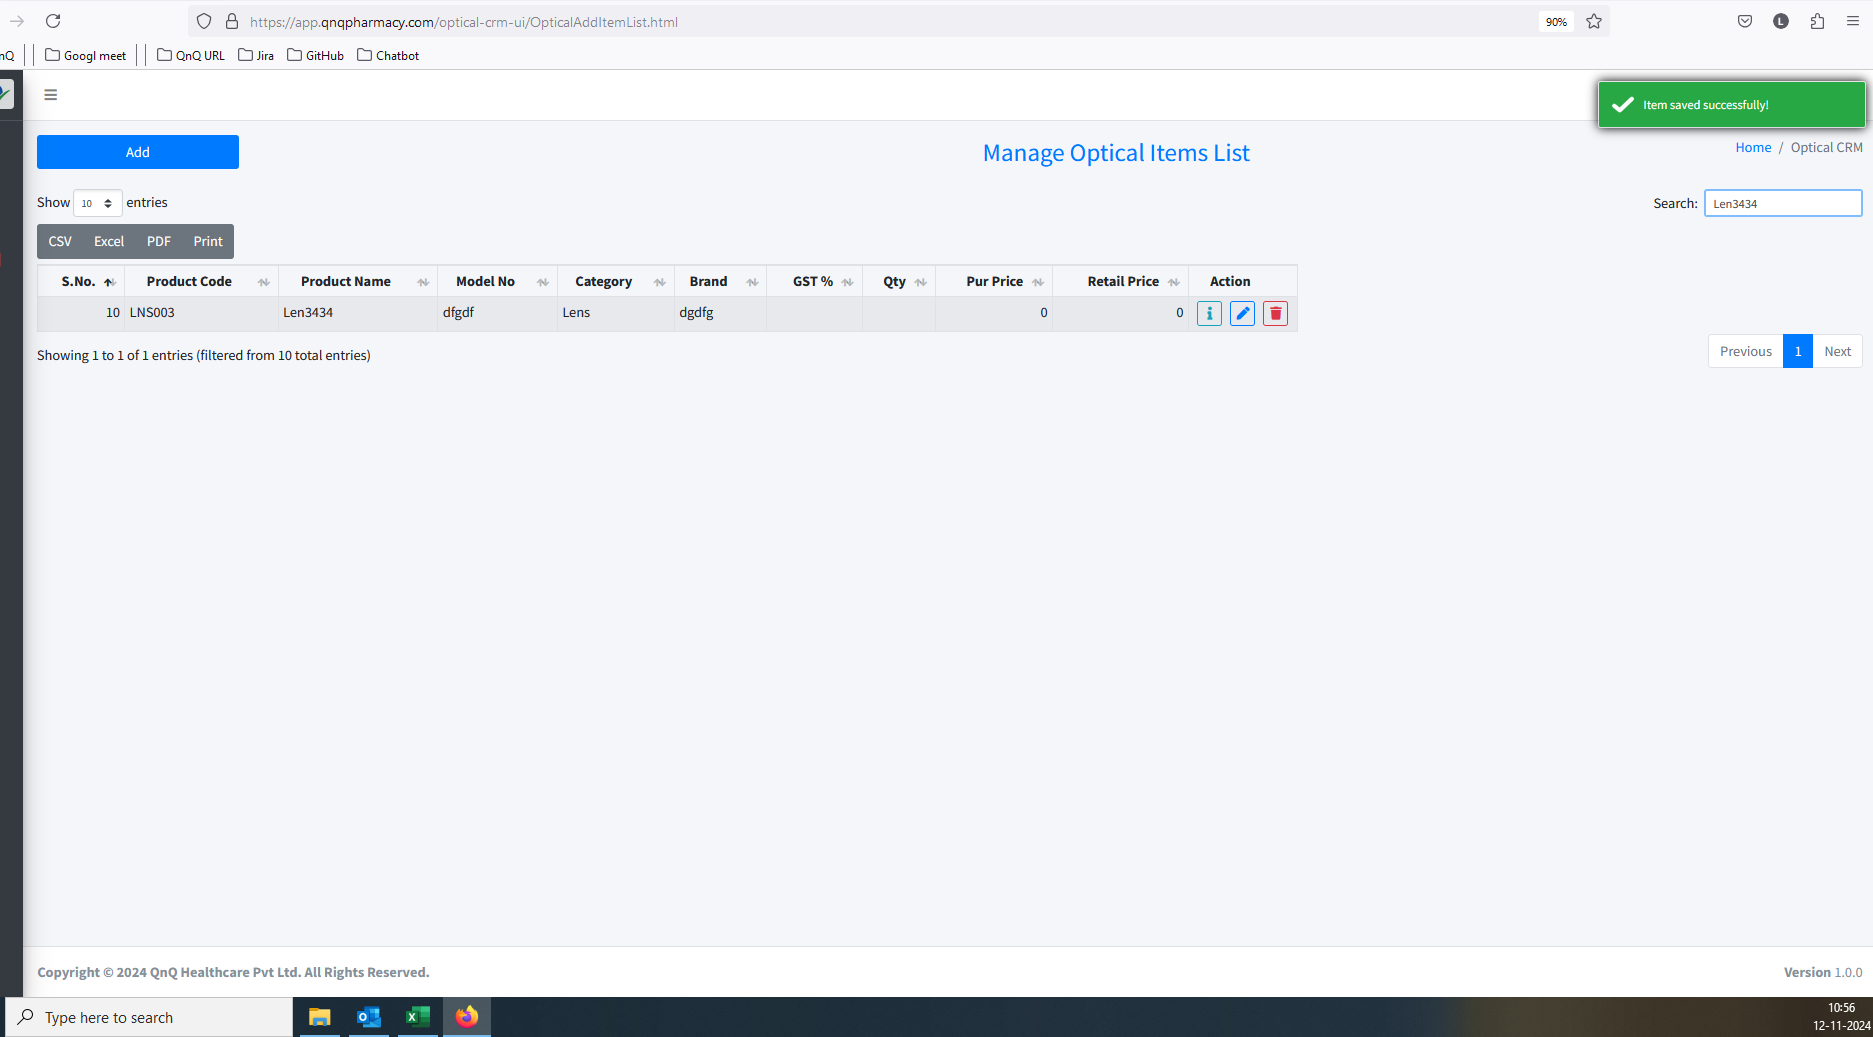 https://app.qnqpharmacy.com/optical-crm-ui/OpticalAddItemList.html 90% L
nQ Googl meet QnQ URL Jira GitHub Chatbot
Item saved successfully!
Add Manage Optical Items List Home / Optical CRM
Show 10 entries Search: Len3434
CSV Excel PDF Print
S.No. Product Code Product Name Model No Category Brand GST % Qty Pur Price Retail Price Action
10 LNS003 Len3434 dfgdf Lens dgdfg 0 0
Showing 1 to 1 of 1 entries (filtered from 10 total entries) Previous 1 Next
Copyright © 2024 QnQ Healthcare Pvt Ltd. All Rights Reserved. Version 1.0.0
Type here to search 10:56
12-11-2024